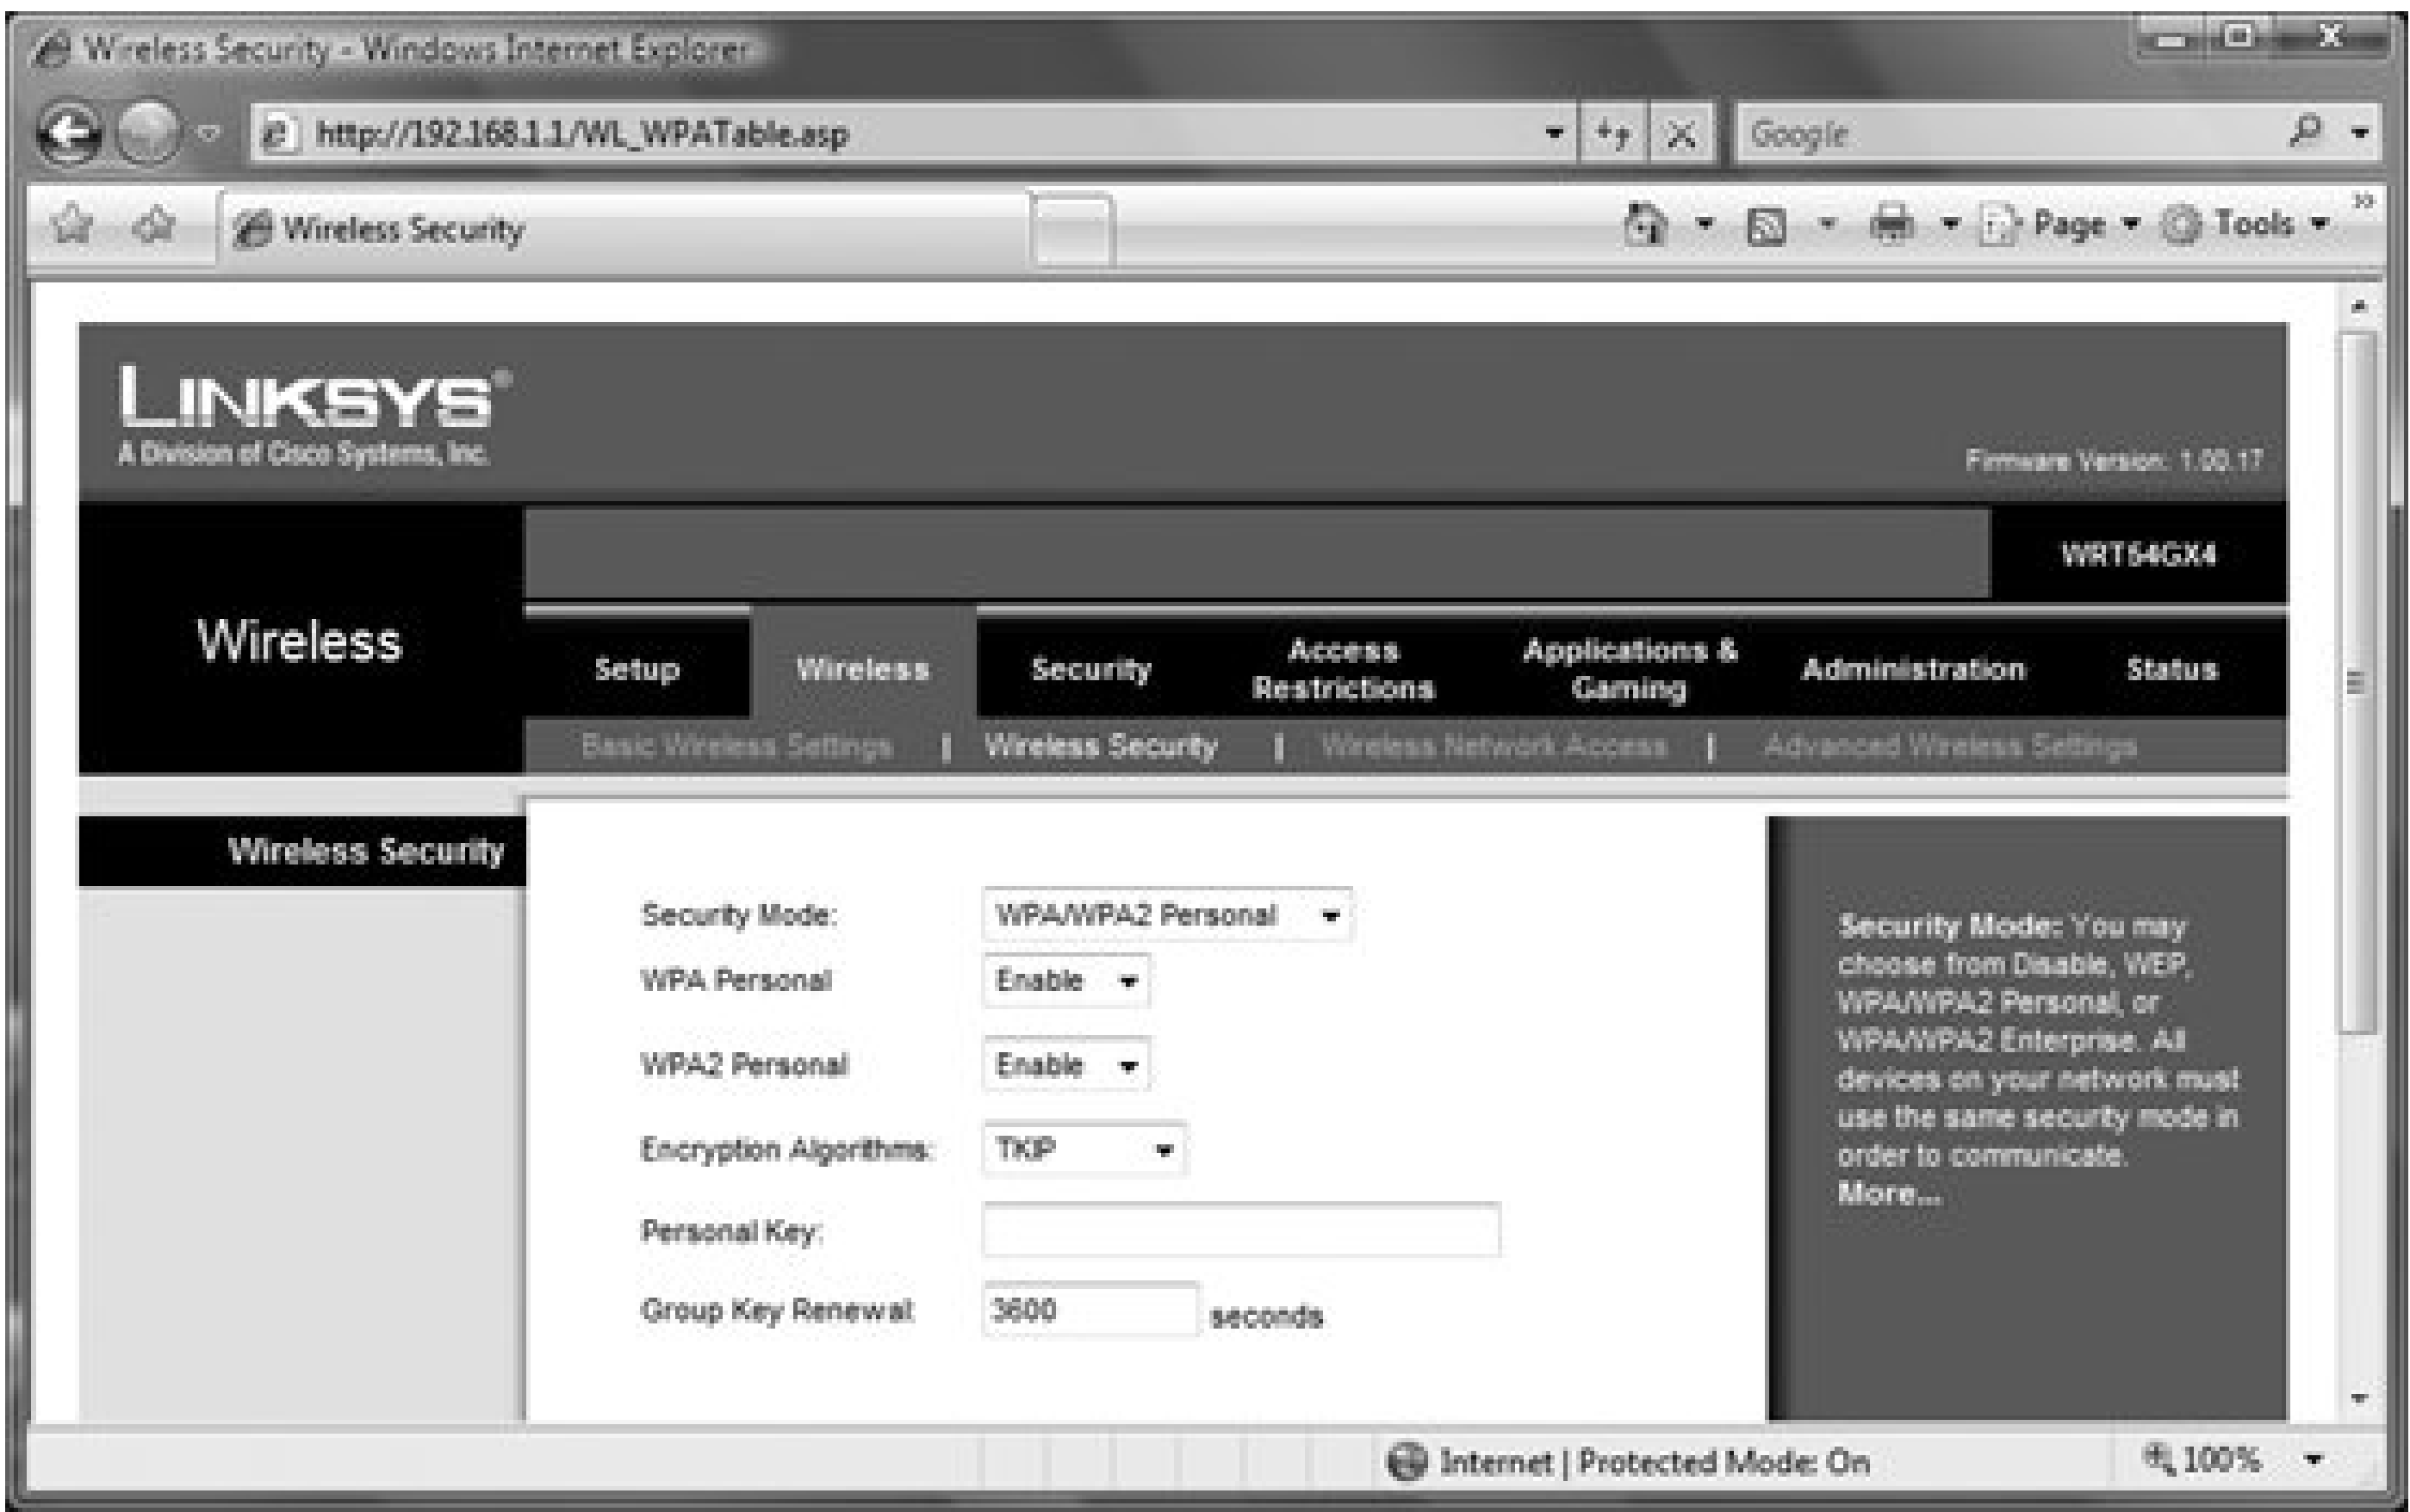 Wireless Security - Windows Internet Explorer
http://192.168.1.1/WL_WPATable.asp
Google
Wireless Security
Page
Tools
LINKSYS®
A Division of Cisco Systems, Inc.
Firmware Version: 1.00.17
WRT54GX4
Wireless
Setup
Wireless
Security
Access
Restrictions
Applications &
Gaming
Administration
Status
Basic Wireless Settings | Wireless Security | Wireless Network Access | Advanced Wireless Settings
Wireless Security
Security Mode: WPA/WPA2 Personal
WPA Personal Enable
WPA2 Personal Enable
Encryption Algorithms: TKIP
Personal Key:
Group Key Renewal: 3600 seconds
Security Mode: You may
choose from Disable, WEP,
WPA/WPA2 Personal, or
WPA/WPA2 Enterprise. All
devices on your network must
use the same security mode in
order to communicate.
More...
Internet | Protected Mode: On
100%